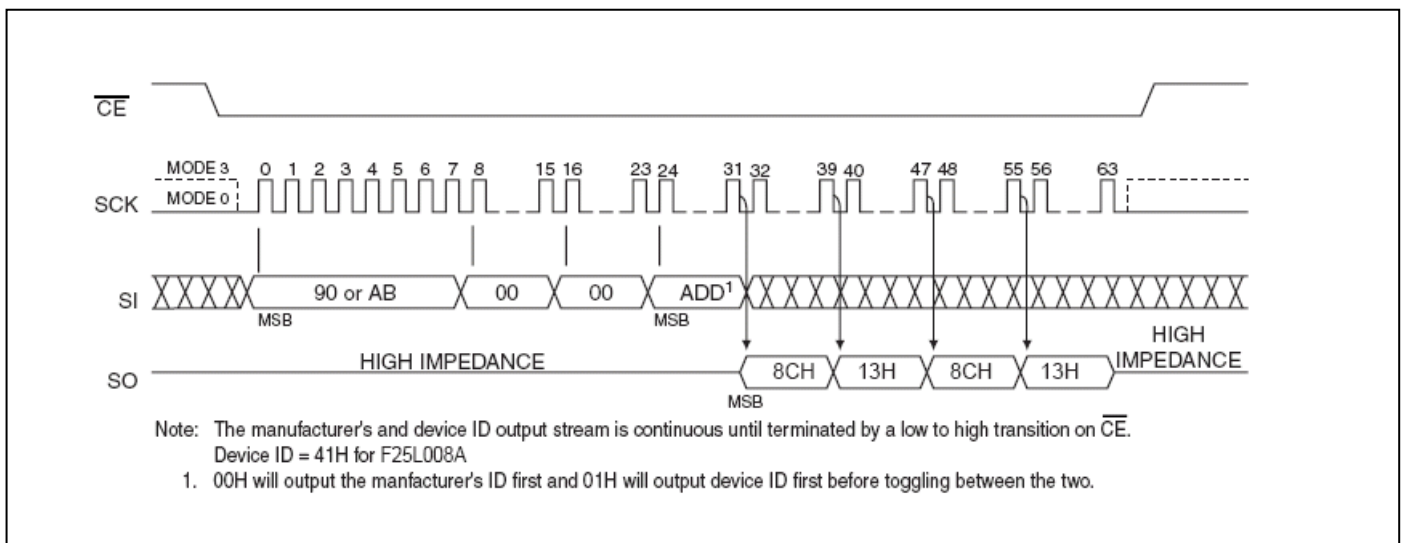 CE
MODE 3 0 1 2 3 4 5 6 7 8 15 16 23 24 31 32 39 40 47 48 55 56 63
SCK MODE 0
SI 90 or AB 00 00 ADD1
MSB MSB
HIGH IMPEDANCE HIGH IMPEDANCE
SO 8CH 13H 8CH 13H
MSB
Note: The manufacturer's and device ID output stream is continuous until terminated by a low to high transition on CE.
Device ID = 41H for F25L008A
1. 00H will output the manfacturer's ID first and 01H will output device ID first before toggling between the two.